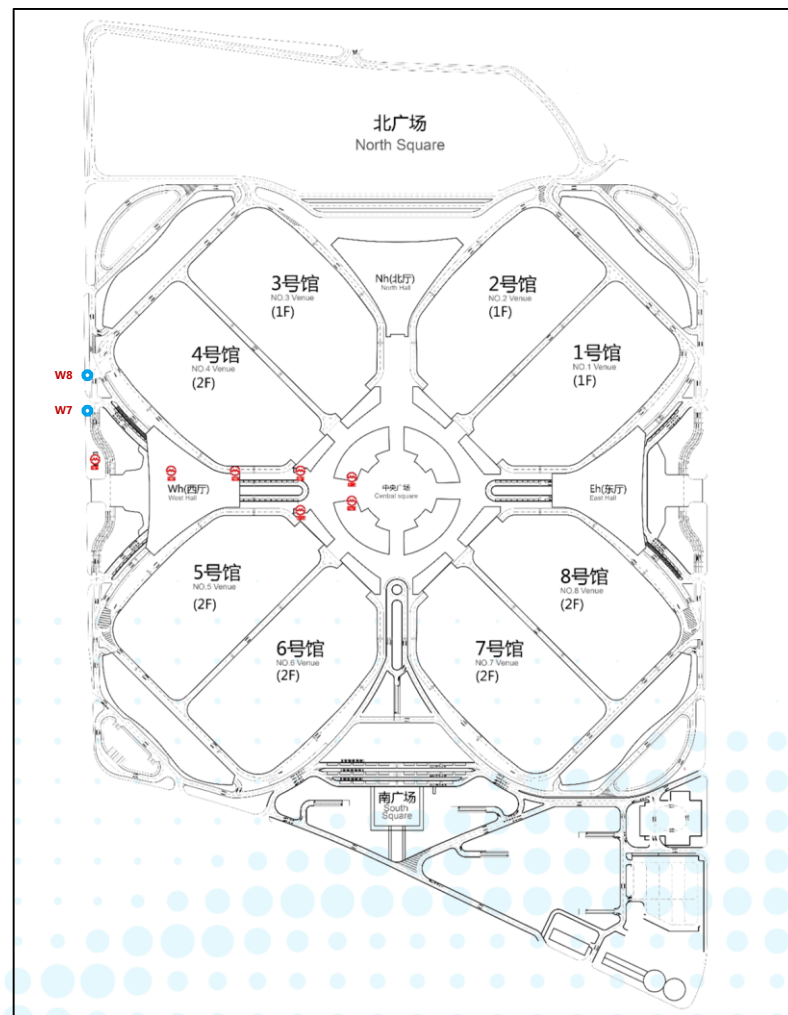 北广场
North Square
Nh(北厅)
North Hall
3号馆
NO.3 Venue
(1F)
2号馆
NO.2 Venue
(1F)
4号馆
NO.4 Venue
(2F)
1号馆
NO.1 Venue
(1F)
W8
W7
Wh(西厅)
West Hall
中央广场
Central square
Eh(东厅)
East Hall
5号馆
NO.5 Venue
(2F)
8号馆
NO.8 Venue
(2F)
6号馆
NO.6 Venue
(2F)
7号馆
NO.7 Venue
(2F)
南广场
South
Square